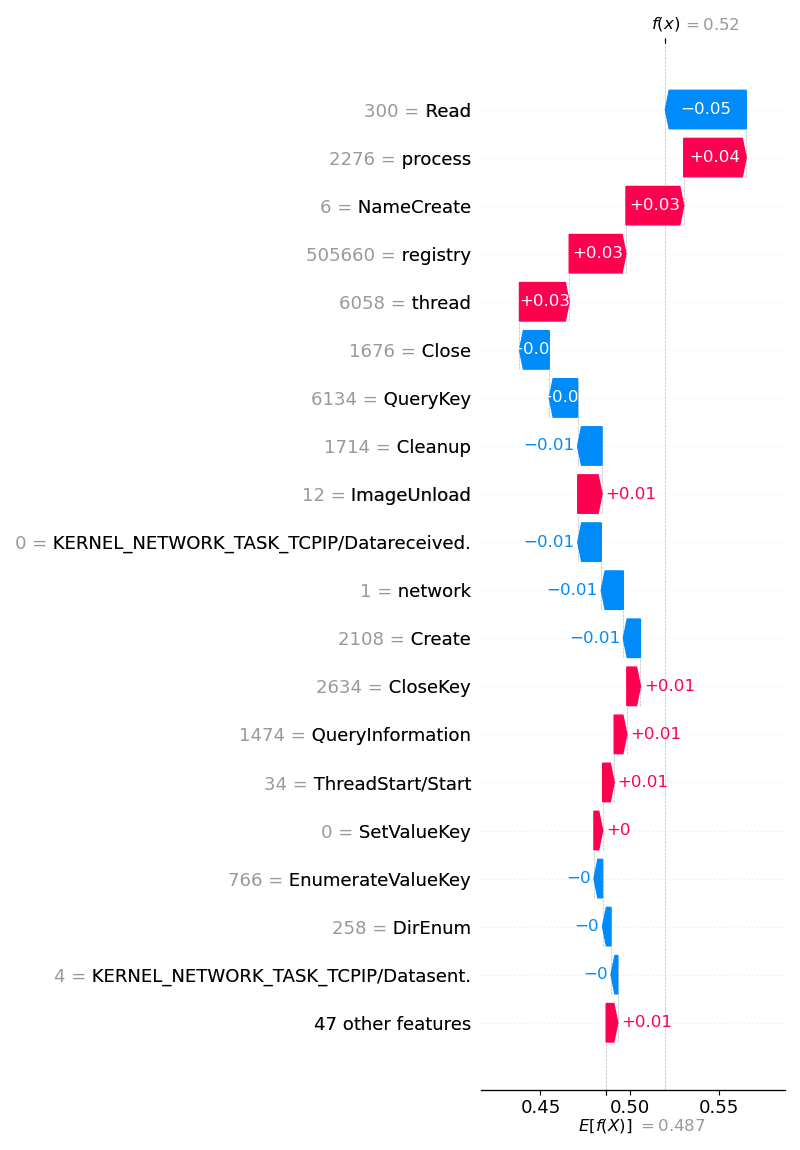 f(x) = 0.52
300 = Read
−0.05
2276 = process
+0.04
6 = NameCreate
+0.03
505660 = registry
+0.03
6058 = thread
+0.03
1676 = Close
6134 = QueryKey
1714 = Cleanup
−0.01
12 = ImageUnload
+0.01
0 = KERNEL_NETWORK_TASK_TCPIP/Datareceived.
−0.01
1 = network
−0.01
2108 = Create
−0.01
2634 = CloseKey
+0.01
1474 = QueryInformation
+0.01
34 = ThreadStart/Start
+0.01
0 = SetValueKey
+0
766 = EnumerateValueKey
−0
258 = DirEnum
−0
4 = KERNEL_NETWORK_TASK_TCPIP/Datasent.
−0
47 other features
+0.01
0.45 0.50 0.55
E[f(X)] = 0.487